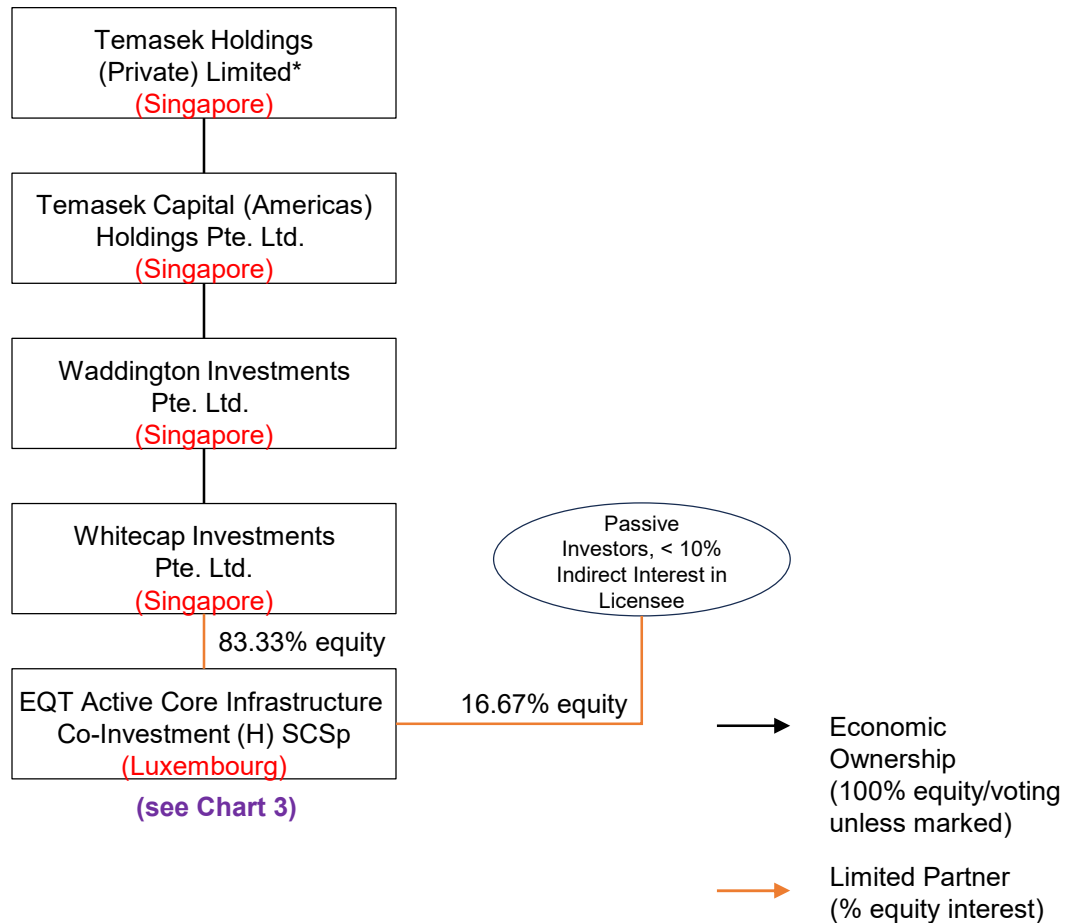 Temasek Holdings
(Private) Limited*
(Singapore)
Temasek Capital (Americas)
Holdings Pte. Ltd.
(Singapore)
Waddington Investments
Pte. Ltd.
(Singapore)
Whitecap Investments
Pte. Ltd.
(Singapore)
Passive
Investors, < 10%
Indirect Interest in
Licensee
83.33% equity
EQT Active Core Infrastructure
Co-Investment (H) SCSp
(Luxembourg)
16.67% equity
(see Chart 3)
Economic
Ownership
(100% equity/voting
unless marked)
Limited Partner
(% equity interest)